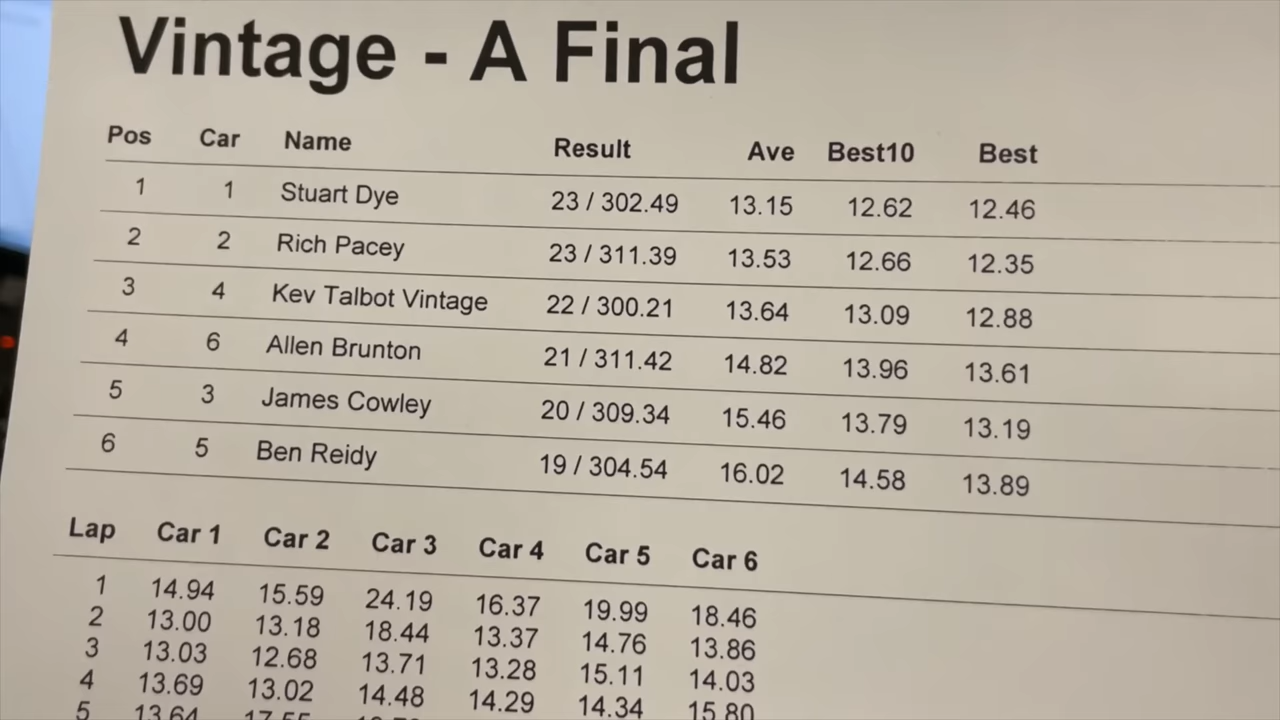 Vintage - A Final
Pos Car Name Result Ave Best10 Best
1 1 Stuart Dye 23 / 302.49 13.15 12.62 12.46
2 2 Rich Pacey 23 / 311.39 13.53 12.66 12.35
3 4 Kev Talbot Vintage 22 / 300.21 13.64 13.09 12.88
4 6 Allen Brunton 21 / 311.42 14.82 13.96 13.61
5 3 James Cowley 20 / 309.34 15.46 13.79 13.19
6 5 Ben Reidy 19 / 304.54 16.02 14.58 13.89
Lap Car 1 Car 2 Car 3 Car 4 Car 5 Car 6
1 14.94 15.59 24.19 16.37 19.99 18.46
2 13.00 13.18 18.44 13.37 14.76 13.86
3 13.03 12.68 13.71 13.28 15.11 14.03
4 13.69 13.02 14.48 14.29 14.34 15.80
5 13.64